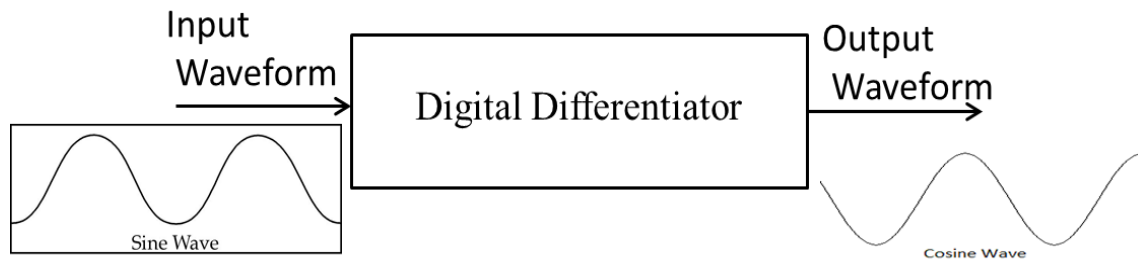 Input
Waveform
Sine Wave
Digital Differentiator
Output
Waveform
Cosine Wave